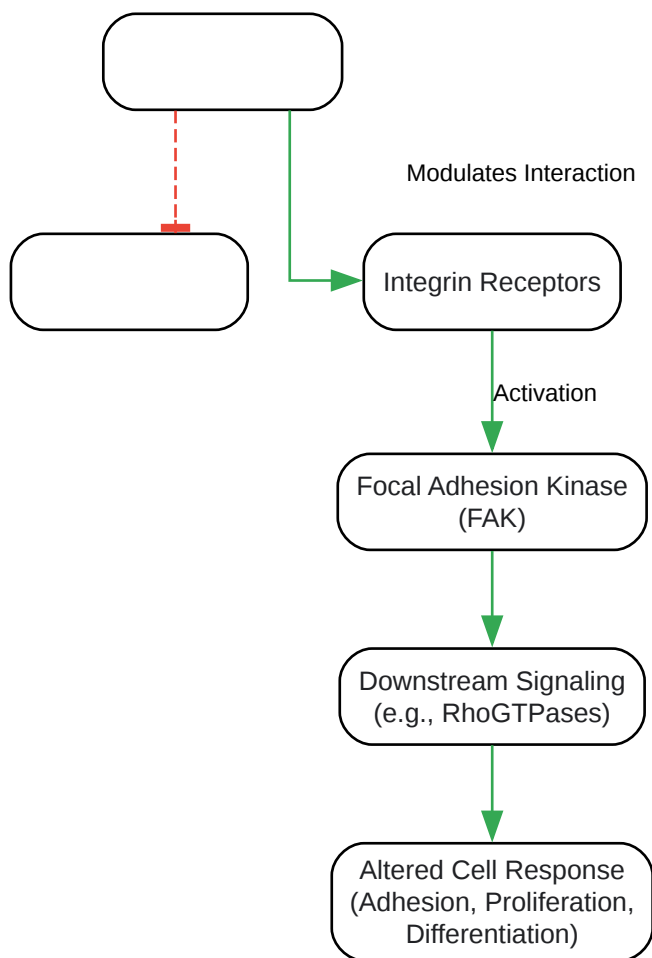 Modulates Interaction
Integrin Receptors
Activation
Focal Adhesion Kinase
(FAK)
Downstream Signaling
(e.g., RhoGTPases)
Altered Cell Response
(Adhesion, Proliferation,
Differentiation)